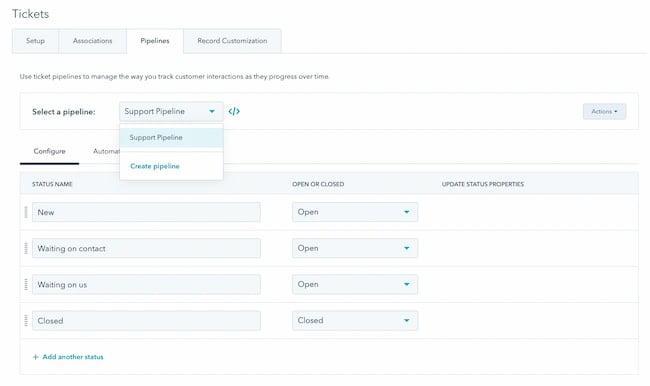 Tickets
Setup Associations Pipelines Record Customization
Use ticket pipelines to manage the way you track customer interactions as they progress over time.
Select a pipeline: Support Pipeline </> Actions
Support Pipeline
Configure Automat
Create pipeline
STATUS NAME OPEN OR CLOSED UPDATE STATUS PROPERTIES
New Open
Waiting on contact Open
Waiting on us Open
Closed Closed
+ Add another status